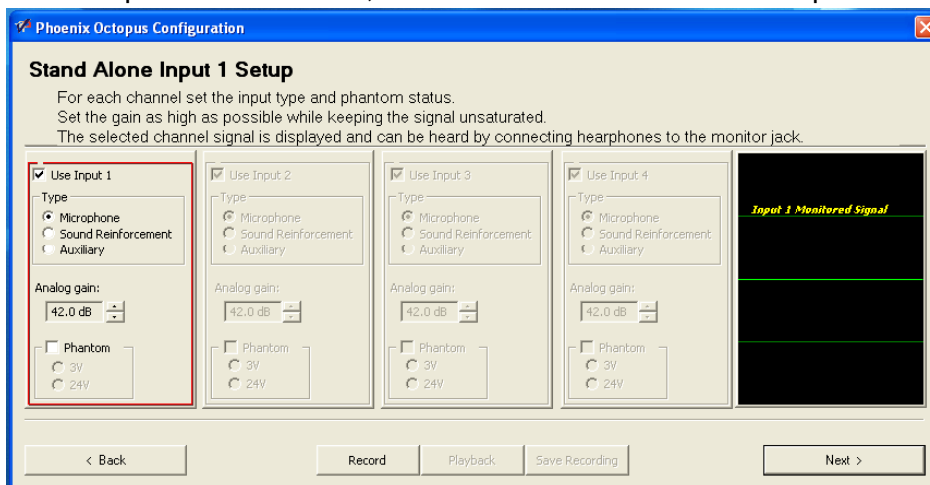 Phoenix Octopus Configuration
Stand Alone Input 1 Setup
For each channel set the input type and phantom status.
Set the gain as high as possible while keeping the signal unsaturated.
The selected channel signal is displayed and can be heard by connecting hearphones to the monitor jack.
Use Input 1
Type
Microphone
Sound Reinforcement
Auxiliary
Analog gain:
42.0 dB
Phantom
3V
24V
Use Input 2
Type
Microphone
Sound Reinforcement
Auxiliary
Analog gain:
42.0 dB
Phantom
3V
24V
Use Input 3
Type
Microphone
Sound Reinforcement
Auxiliary
Analog gain:
42.0 dB
Phantom
3V
24V
Use Input 4
Type
Microphone
Sound Reinforcement
Auxiliary
Analog gain:
42.0 dB
Phantom
3V
24V
Input 1 Monitored Signal
< Back
Record
Playback
Save Recording
Next >